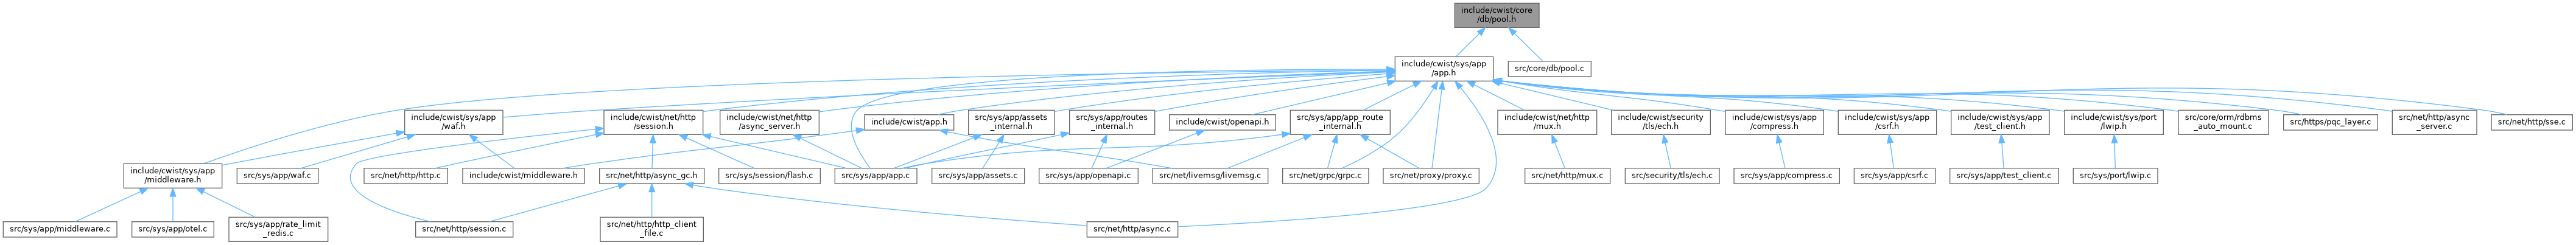 include/cwist/core
/db/pool.h
include/cwist/sys/app
/app.h
src/core/db/pool.c
include/cwist/sys/app
/waf.h
include/cwist/net/http
/session.h
include/cwist/net/http
/async_server.h
include/cwist/app.h
src/sys/app/assets
_internal.h
src/sys/app/routes
_internal.h
include/cwist/openapi.h
src/sys/app/app_route
_internal.h
include/cwist/net/http
/mux.h
include/cwist/security
/tls/ech.h
include/cwist/sys/app
/compress.h
include/cwist/sys/app
/csrf.h
include/cwist/sys/app
/test_client.h
include/cwist/sys/port
/lwip.h
src/core/orm/rdbms
_auto_mount.c
src/https/pqc_layer.c
src/net/http/async
_server.c
src/net/http/sse.c
include/cwist/sys/app
/middleware.h
src/sys/app/waf.c
src/net/http/http.c
include/cwist/middleware.h
src/net/http/async_gc.h
src/sys/session/flash.c
src/sys/app/app.c
src/sys/app/assets.c
src/sys/app/openapi.c
src/net/livemsg/livemsg.c
src/net/grpc/grpc.c
src/net/proxy/proxy.c
src/net/http/mux.c
src/security/tls/ech.c
src/sys/app/compress.c
src/sys/app/csrf.c
src/sys/app/test_client.c
src/sys/port/lwip.c
src/sys/app/middleware.c
src/sys/app/otel.c
src/sys/app/rate_limit
_redis.c
src/net/http/session.c
src/net/http/http_client
_file.c
src/net/http/async.c